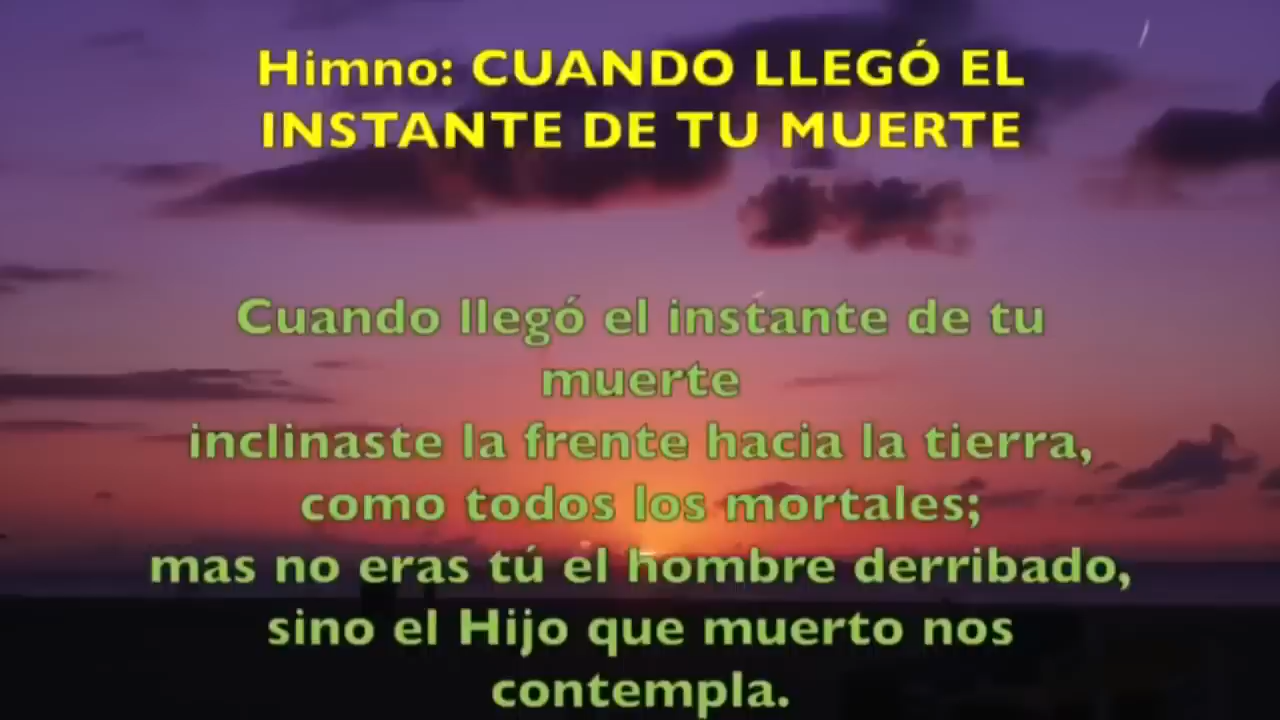 Himno: CUANDO LLEGÓ EL
INSTANTE DE TU MUERTE
Cuando llegó el instante de tu
muerte
inclinaste la frente hacia la tierra,
como todos los mortales;
mas no eras tú el hombre derribado,
sino el Hijo que muerto nos
contempla.